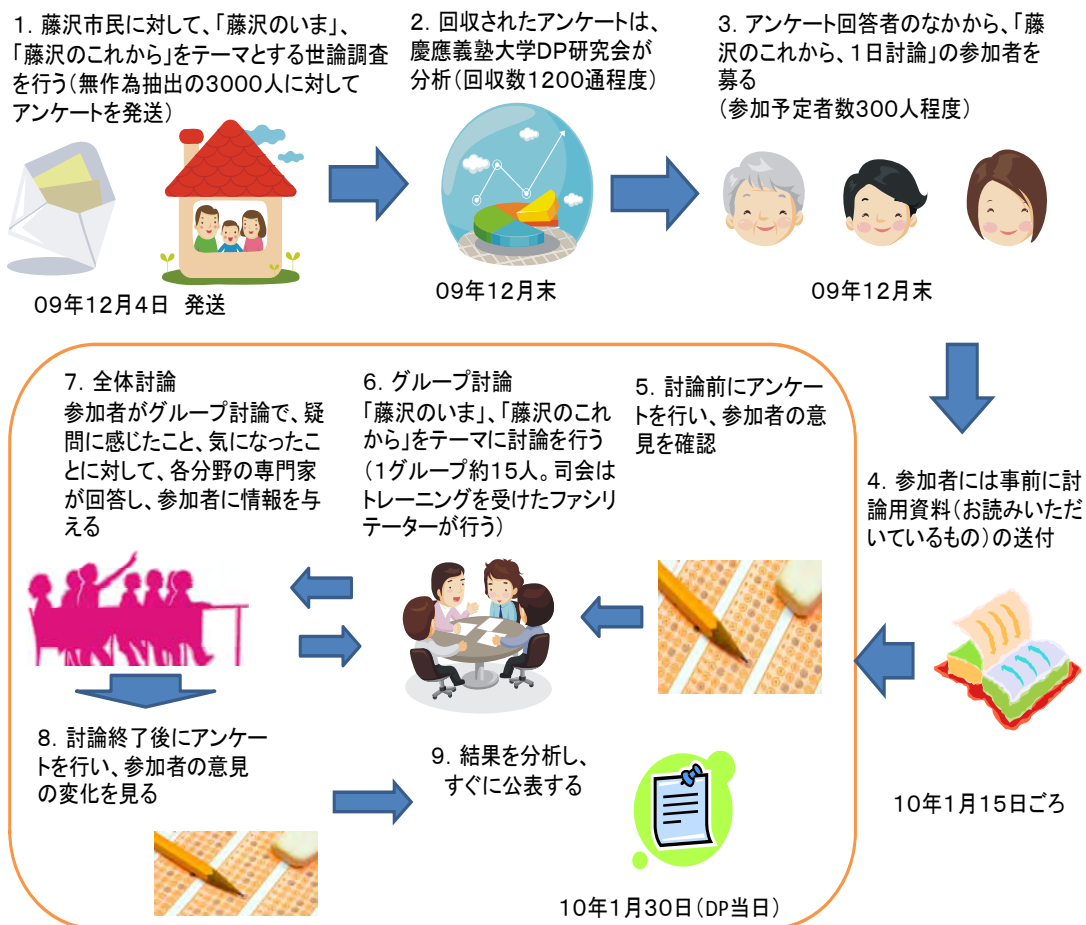 1．藤沢市民に対して、「藤沢のいま」、
「藤沢のこれから」をテーマとする世論調査
を行う（無作為抽出の3000人に対して
アンケートを発送）
09年12月4日　発送
2．回収されたアンケートは、
慶應義塾大学DP研究会が
分析（回収数1200通程度）
09年12月末
3．アンケート回答者のなかから、「藤
沢のこれから、1日討論」の参加者を
募る
（参加予定者数300人程度）
09年12月末
4．参加者には事前に討
論用資料（お読みいただ
いているもの）の送付
10年1月15日ごろ
5．討論前にアンケー
トを行い、参加者の意
見を確認
6．グループ討論
「藤沢のいま」、「藤沢のこれ
から」をテーマに討論を行う
（1グループ約15人。司会は
トレーニングを受けたファシリ
テーターが行う）
7．全体討論
参加者がグループ討論で、疑
問に感じたこと、気になったこ
とに対して、各分野の専門家
が回答し、参加者に情報を与
える
8．討論終了後にアンケー
トを行い、参加者の意見
の変化を見る
9．結果を分析し、
すぐに公表する
10年1月30日（DP当日）